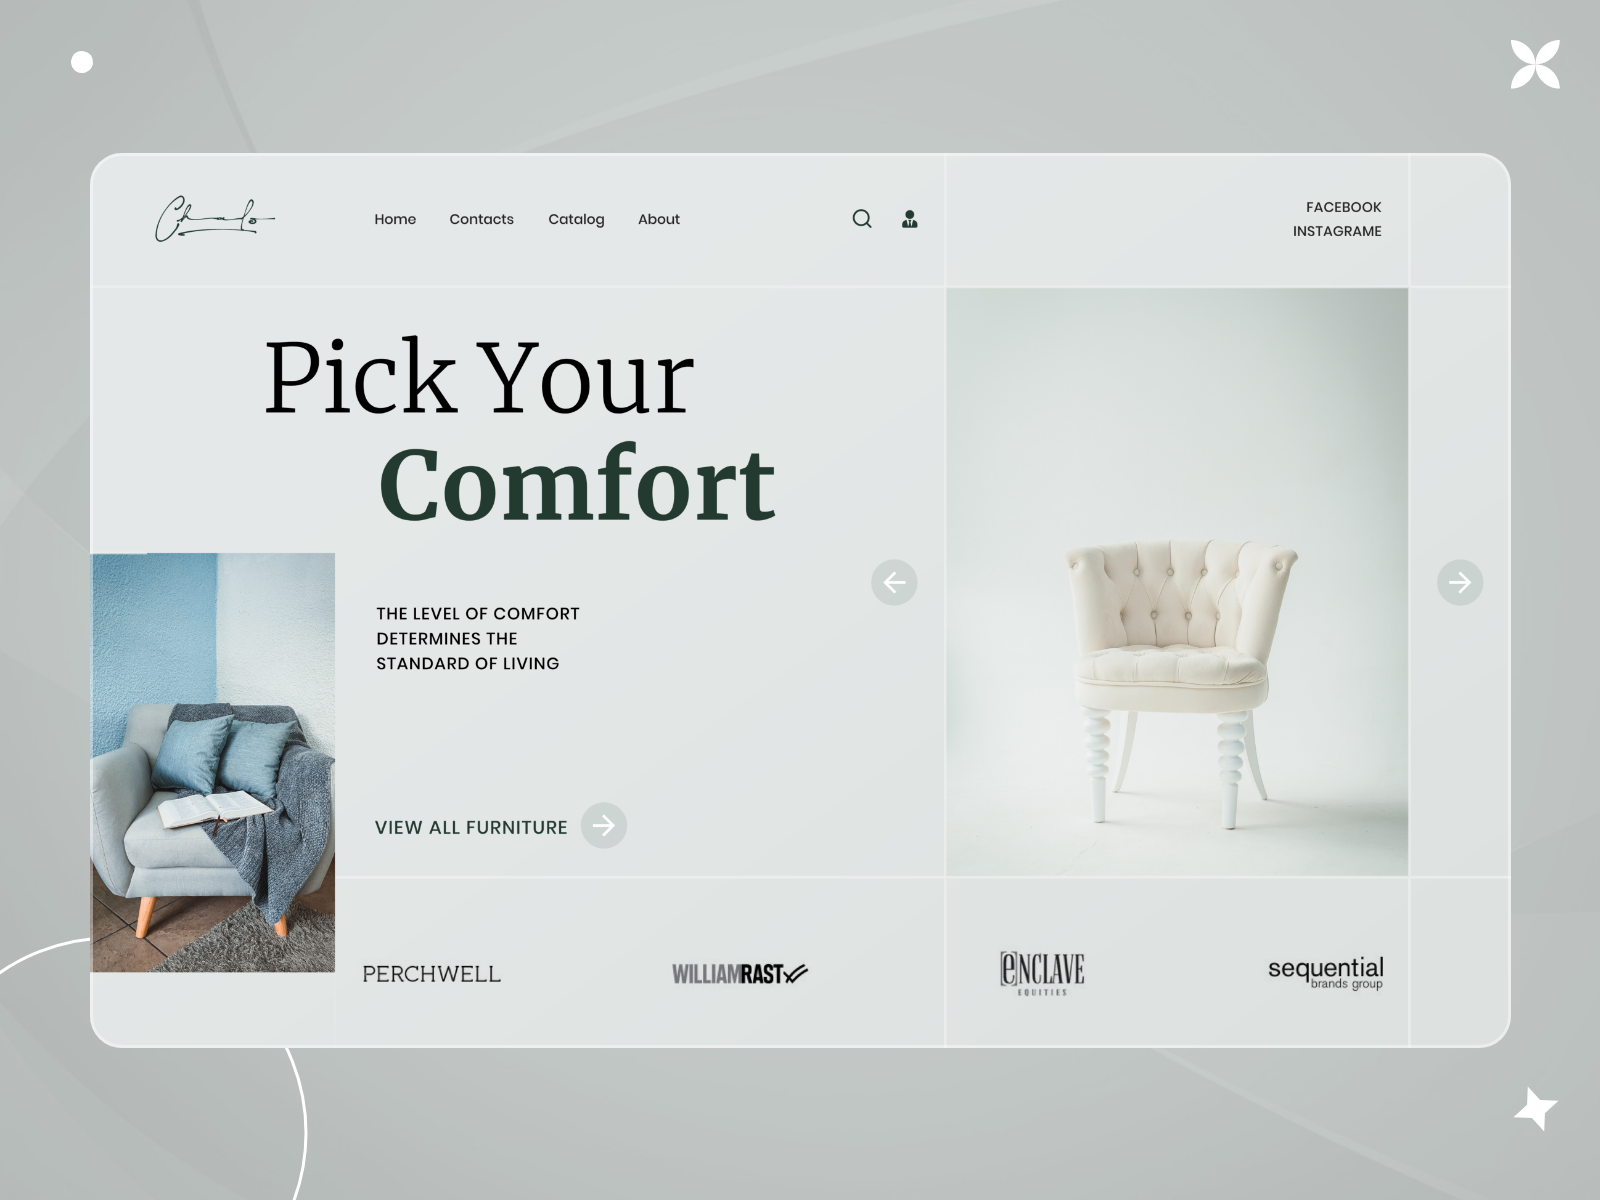 Chalo
Home Contacts Catalog About
FACEBOOK
INSTAGRAME
Pick Your
Comfort
THE LEVEL OF COMFORT
DETERMINES THE
STANDARD OF LIVING
VIEW ALL FURNITURE
PERCHWELL
WILLIAMRAST
ENCLAVE
EQUITIES
sequential
brands group